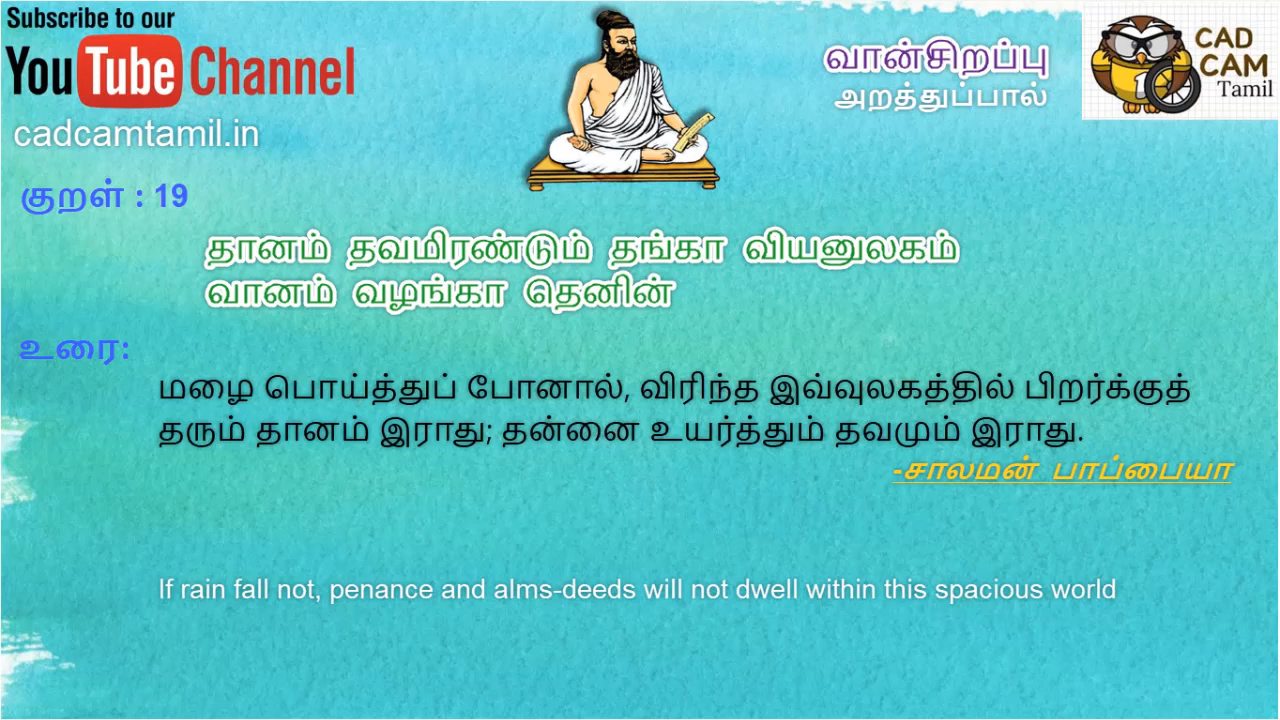 Subscribe to our
YouTube Channel
cadcamtamil.in
வான்சிறப்பு
அறத்துப்பால்
CAD
CAM
Tamil
10
குறள் : 19
தானம் தவமிரண்டும் தங்கா வியனுலகம்
வானம் வழங்கா தெனின்
உரை:
மழை பொய்த்துப் போனால், விரிந்த இவ்வுலகத்தில் பிறர்க்குத்
தரும் தானம் இராது; தன்னை உயர்த்தும் தவமும் இராது.
-சாலமன் பாப்பையா
If rain fall not, penance and alms-deeds will not dwell within this spacious world